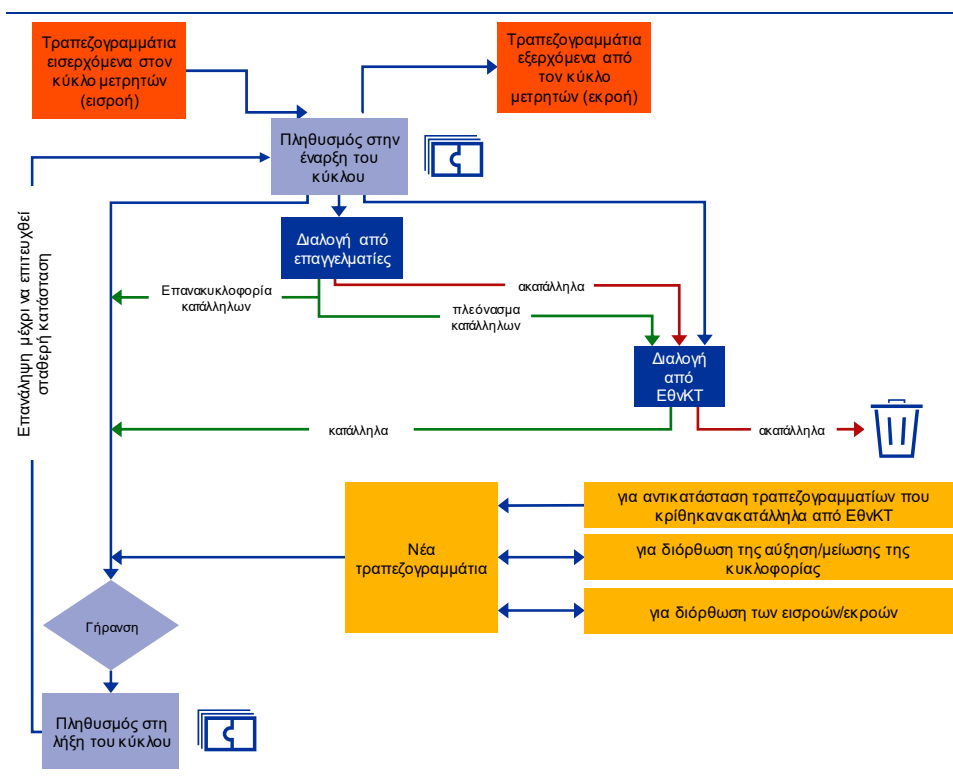 Τραπεζογραμμάτια
εισερχόμενα στον
κύκλο μετρητών
(εισροή)
Τραπεζογραμμάτια
εξερχόμενα από
τον κύκλο
μετρητών (εκροή)
Πληθυσμός στην
έναρξη του
κύκλου
Διαλογή από
επαγγελματίες
Επανακυκλοφορία
κατάλληλων
ακατάλληλα
πλεόνασμα
κατάλληλων
Διαλογή
από
ΕθνΚΤ
κατάλληλα
ακατάλληλα
Επανάληψη μέχρι να επιτευχθεί
σταθερή κατάσταση
Νέα
τραπεζογραμμάτια
για αντικατάσταση τραπεζογραμματίων που
κρίθηκαν ακατάλληλα από ΕθνΚΤ
για διόρθωση της αύξηση/μείωσης της
κυκλοφορίας
για διόρθωση των εισροών/εκροών
Γήρανση
Πληθυσμός στη
λήξη του κύκλου